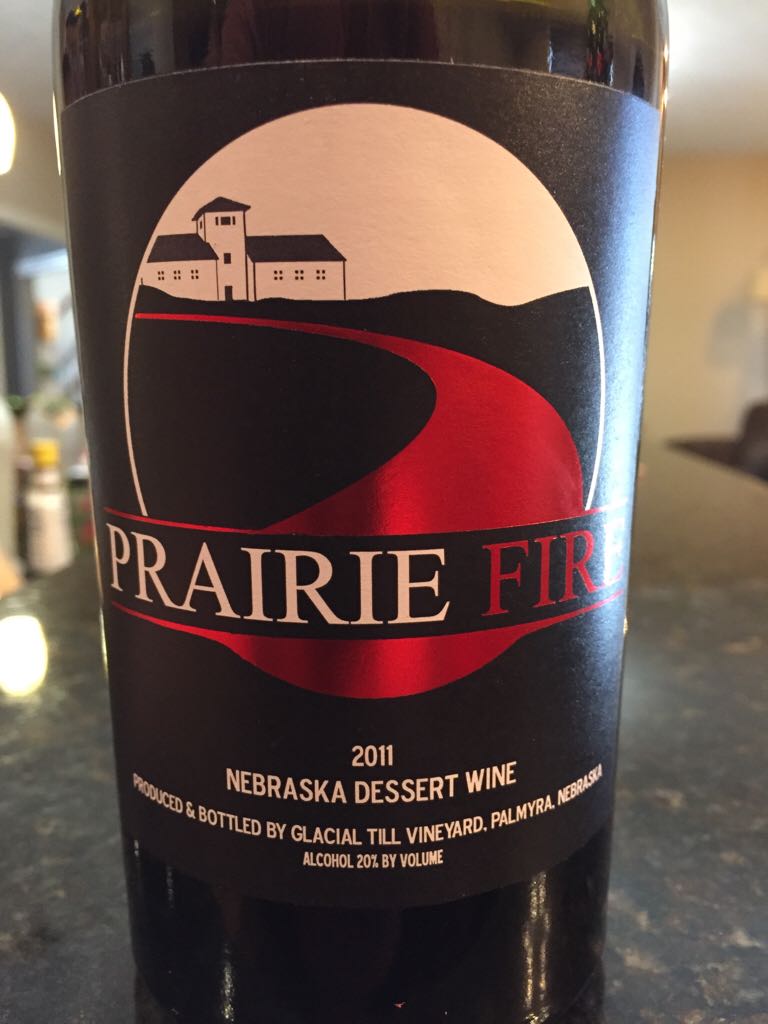 PRAIRIE FIRE
2011
NEBRASKA DESSERT WINE
PRODUCED & BOTTLED BY GLACIAL TILL VINEYARD, PALMYRA, NEBRASKA
ALCOHOL 20% BY VOLUME